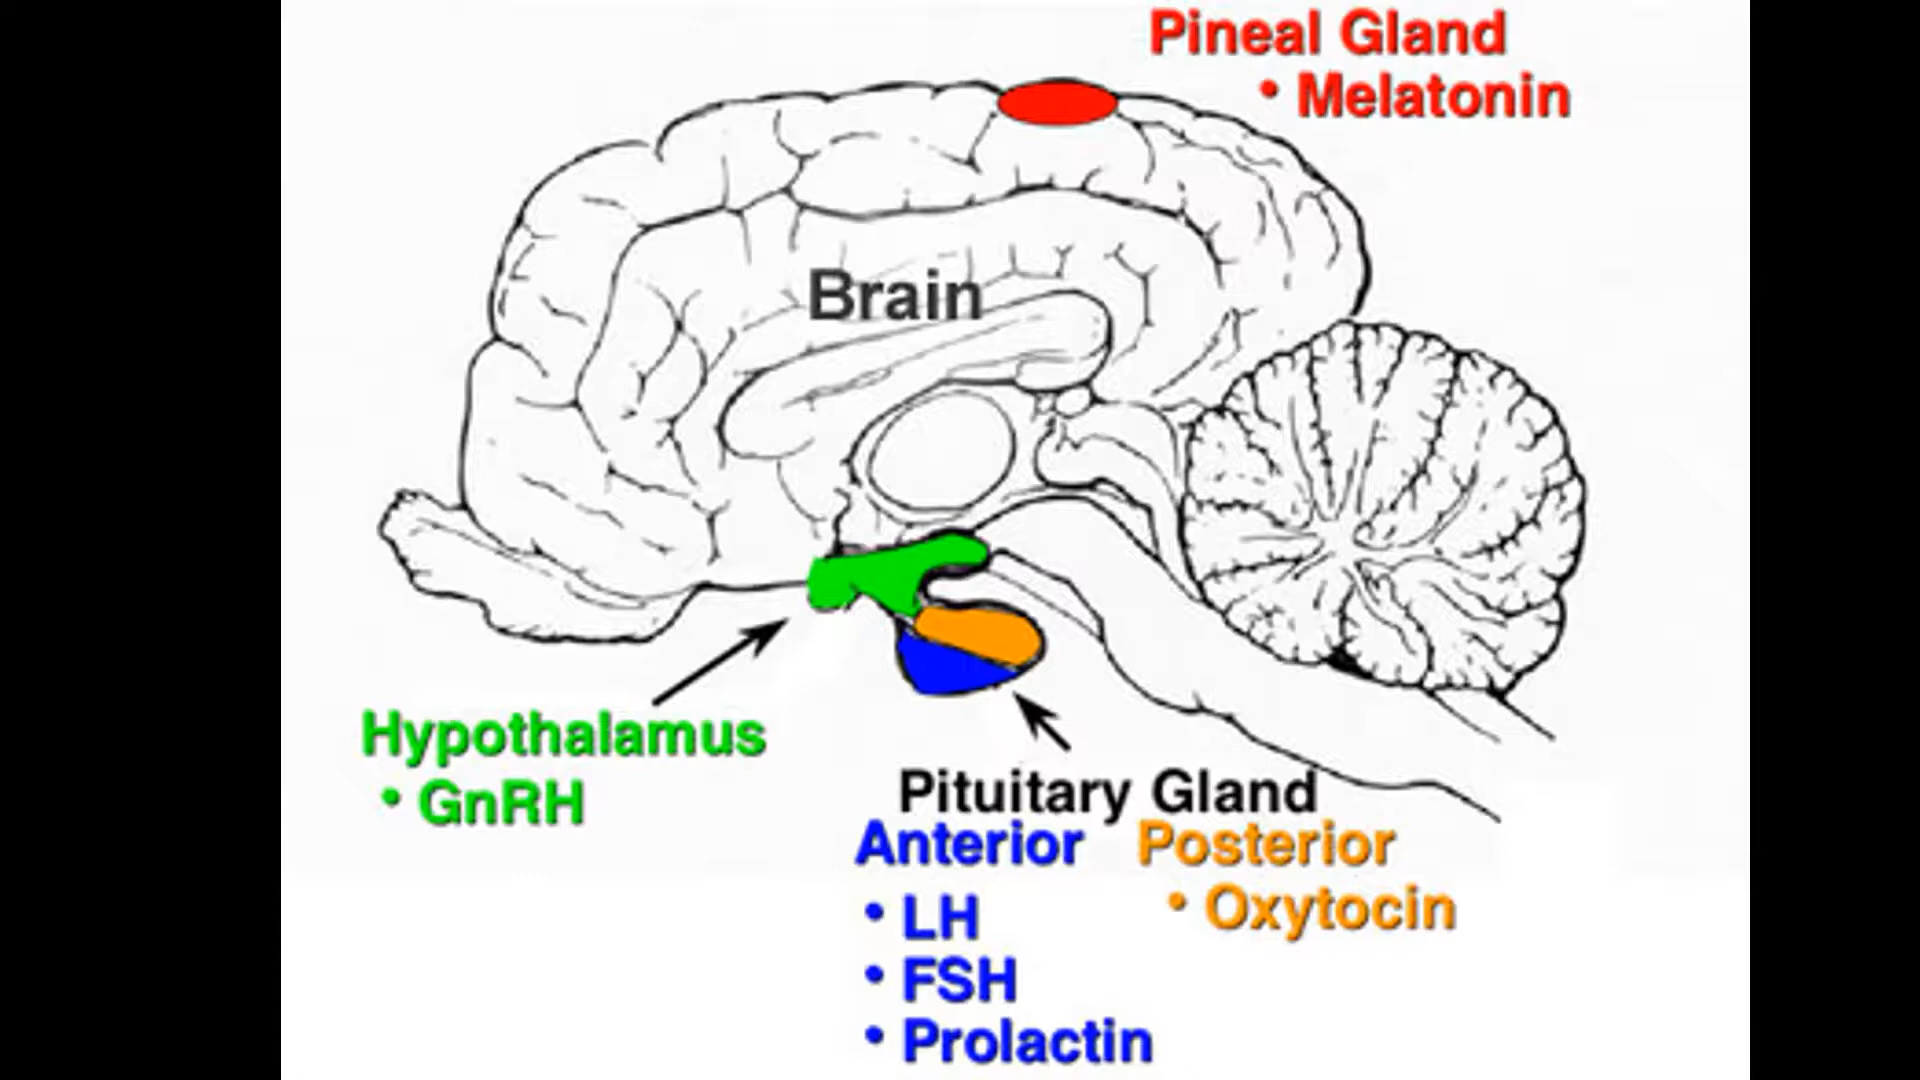 Pineal Gland
• Melatonin
Brain
Hypothalamus
• GnRH
Pituitary Gland
Anterior
• LH
• FSH
• Prolactin
Posterior
• Oxytocin